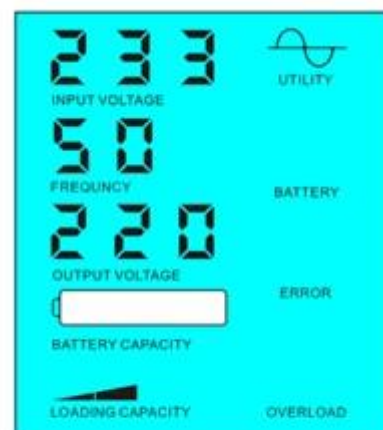 233
UTILITY
INPUT VOLTAGE
50
FREQUNCY
BATTERY
220
OUTPUT VOLTAGE
ERROR
BATTERY CAPACITY
LOADING CAPACITY
OVERLOAD